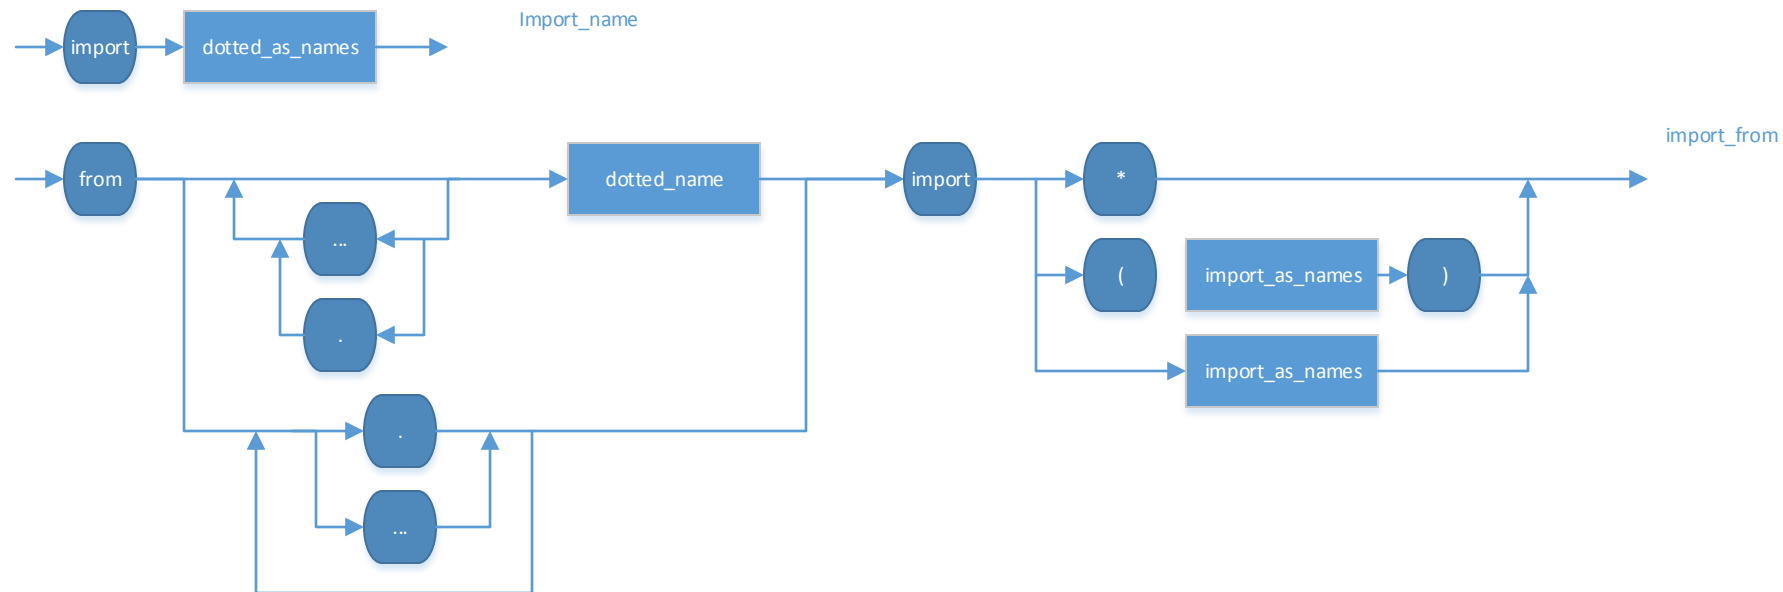 Import_name
import dotted_as_names
import_from
from dotted_name import *
...
( import_as_names )
.
import_as_names
.
...